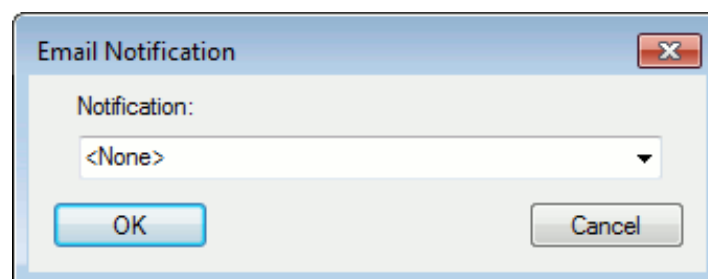 Email Notification
Notification:
<None>
OK
Cancel